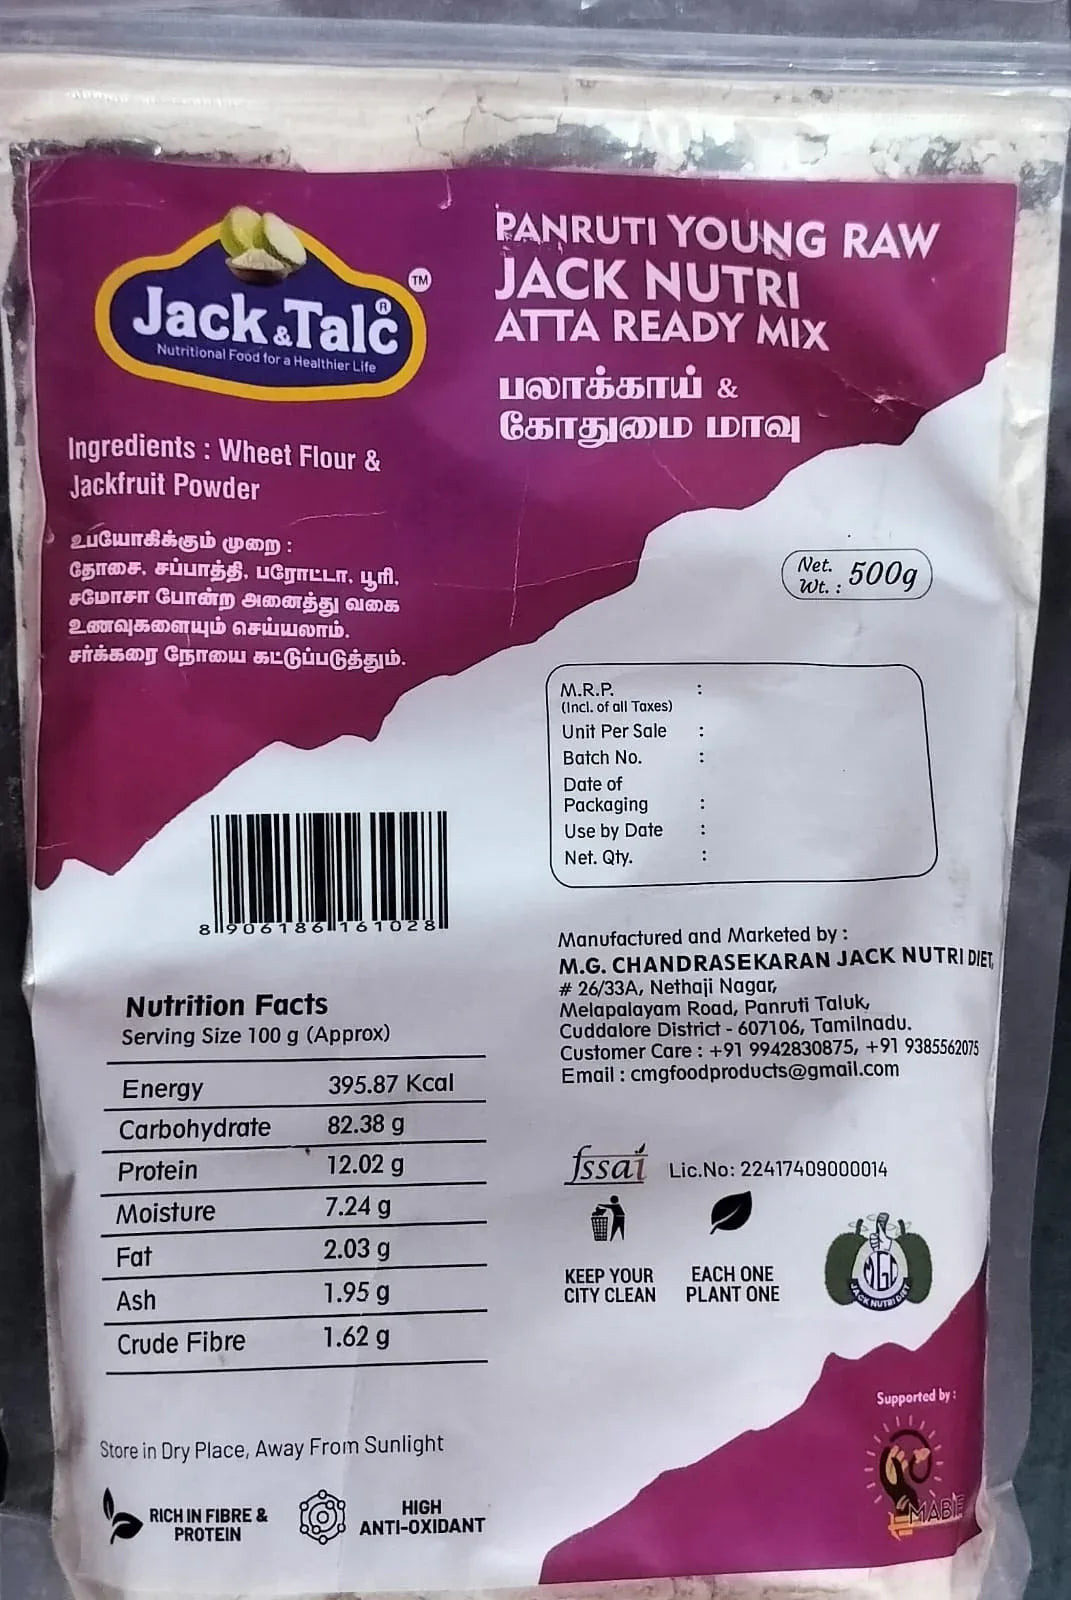 Jack & Talc ®
TM
Nutritional Food for a Healthier Life
PANRUTI YOUNG RAW
JACK NUTRI
ATTA READY MIX
பலாக்காய் &
கோதுமை மாவு
Ingredients : Wheet Flour &
Jackfruit Powder
உபயோகிக்கும் முறை :
தோசை, சப்பாத்தி, பரோட்டா, பூரி,
சமோசா போன்ற அனைத்து வகை
உணவுகளையும் செய்யலாம்.
சர்க்கரை நோயை கட்டுப்படுத்தும்.
Net. Wt. : 500g
M.R.P. :
(Incl. of all Taxes)
Unit Per Sale :
Batch No. :
Date of
Packaging :
Use by Date :
Net. Qty. :
8 906186 161028
Manufactured and Marketed by :
M.G. CHANDRASEKARAN JACK NUTRI DIET,
# 26/33A, Nethaji Nagar,
Melapalayam Road, Panruti Taluk,
Cuddalore District - 607106, Tamilnadu.
Customer Care : +91 9942830875, +91 9385562075
Email : cmgfoodproducts@gmail.com
Nutrition Facts
Serving Size 100 g (Approx)
Energy 395.87 Kcal
Carbohydrate 82.38 g
Protein 12.02 g
Moisture 7.24 g
Fat 2.03 g
Ash 1.95 g
Crude Fibre 1.62 g
fssai Lic.No: 22417409000014
KEEP YOUR
CITY CLEAN
EACH ONE
PLANT ONE
MGC
JACK NUTRI DIET
Supported by :
MABIF
Store in Dry Place, Away From Sunlight
RICH IN FIBRE &
PROTEIN
HIGH
ANTI-OXIDANT